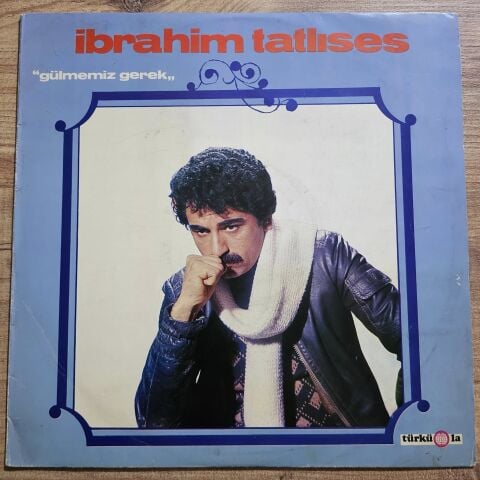 ibrahim tatlıses
“gülmemiz gerek„
türkü la